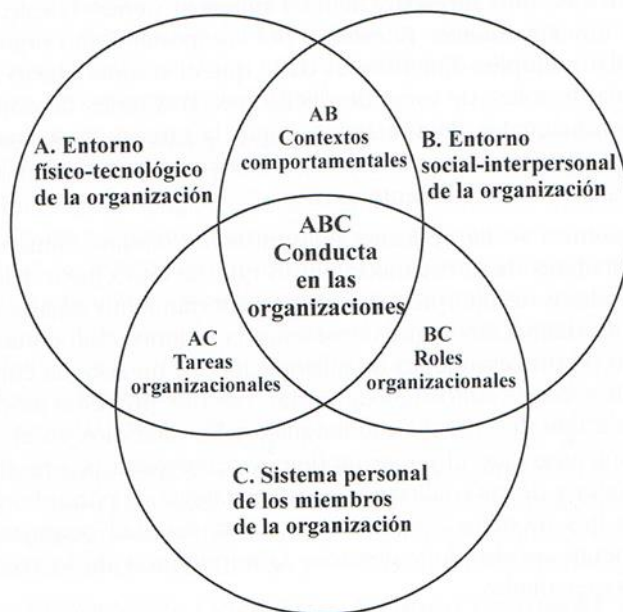 AB
Contextos
comportamentales
A. Entorno
físico-tecnológico
de la organización
B. Entorno
social-interpersonal
de la organización
ABC
Conducta
en las
organizaciones
AC
Tareas
organizacionales
BC
Roles
organizacionales
C. Sistema personal
de los miembros
de la organización